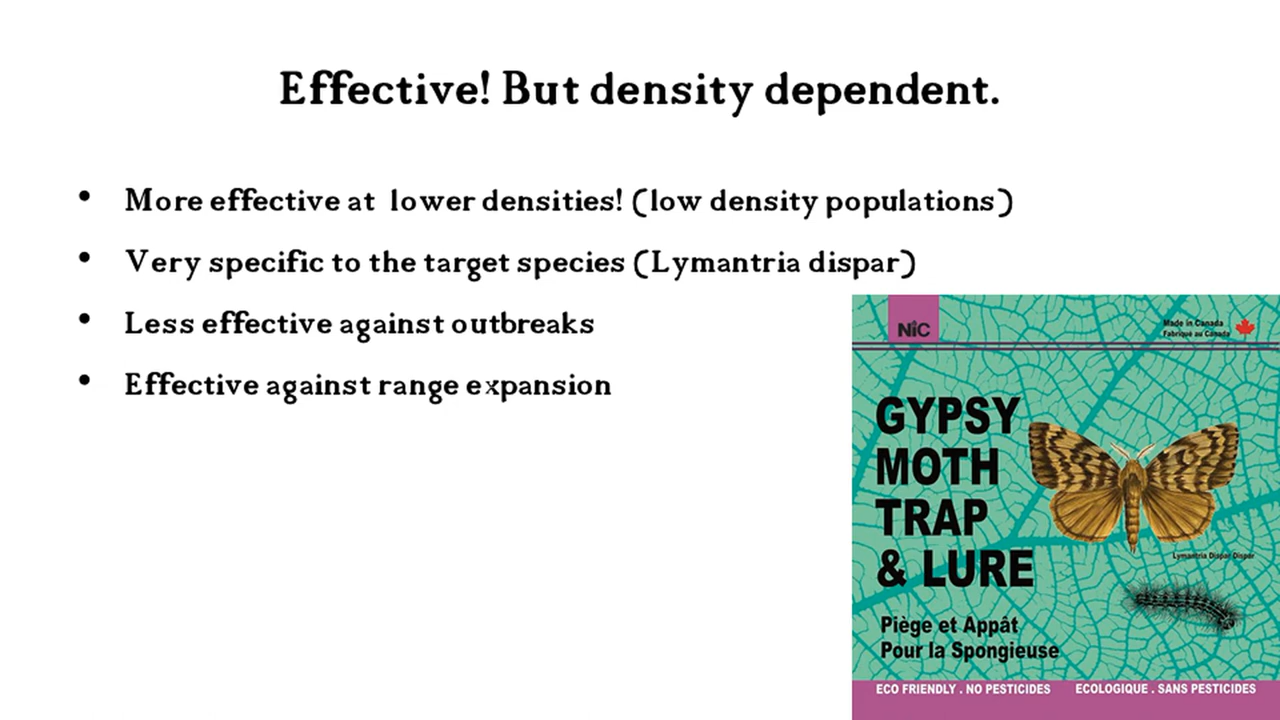 Effective! But density dependent.
• More effective at lower densities! (low density populations)
• Very specific to the target species (Lymantria dispar)
• Less effective against outbreaks
• Effective against range expansion
NIC
Made in Canada
Fabriqué au Canada
GYPSY
MOTH
TRAP
& LURE
Lymantria Dispar Dispar
Piège et Appât
Pour la Spongieuse
ECO FRIENDLY . NO PESTICIDES
ECOLOGIQUE . SANS PESTICIDES